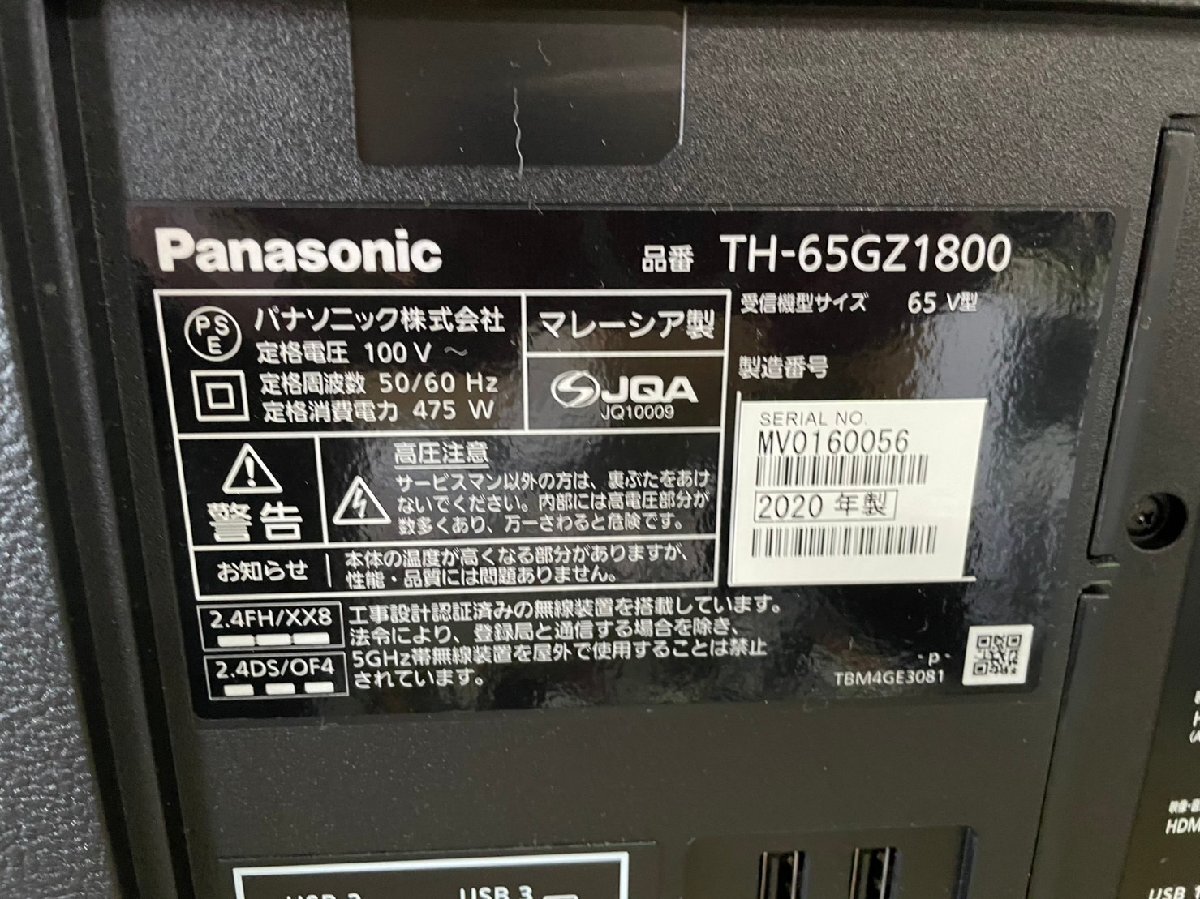 Panasonic
品番 TH-65GZ1800
受信機型サイズ 65 V型
PSE
パナソニック株式会社
定格電圧 100 V ～
定格周波数 50/60 Hz
定格消費電力 475 W
マレーシア製
JQA
JQ10009
製造番号
SERIAL NO.
MV0160056
2020 年製
警告
高圧注意
サービスマン以外の方は、裏ぶたをあけ
ないでください。内部には高電圧部分が
数多くあり、万一さわると危険です。
お知らせ
本体の温度が高くなる部分がありますが、
性能・品質には問題ありません。
2.4FH/XX8
2.4DS/OF4
工事設計認証済みの無線装置を搭載しています。
法令により、登録局と通信する場合を除き、
5GHz帯無線装置を屋外で使用することは禁止
されています。
-p-
TBM4GE3081
HDM
USB 3
USB